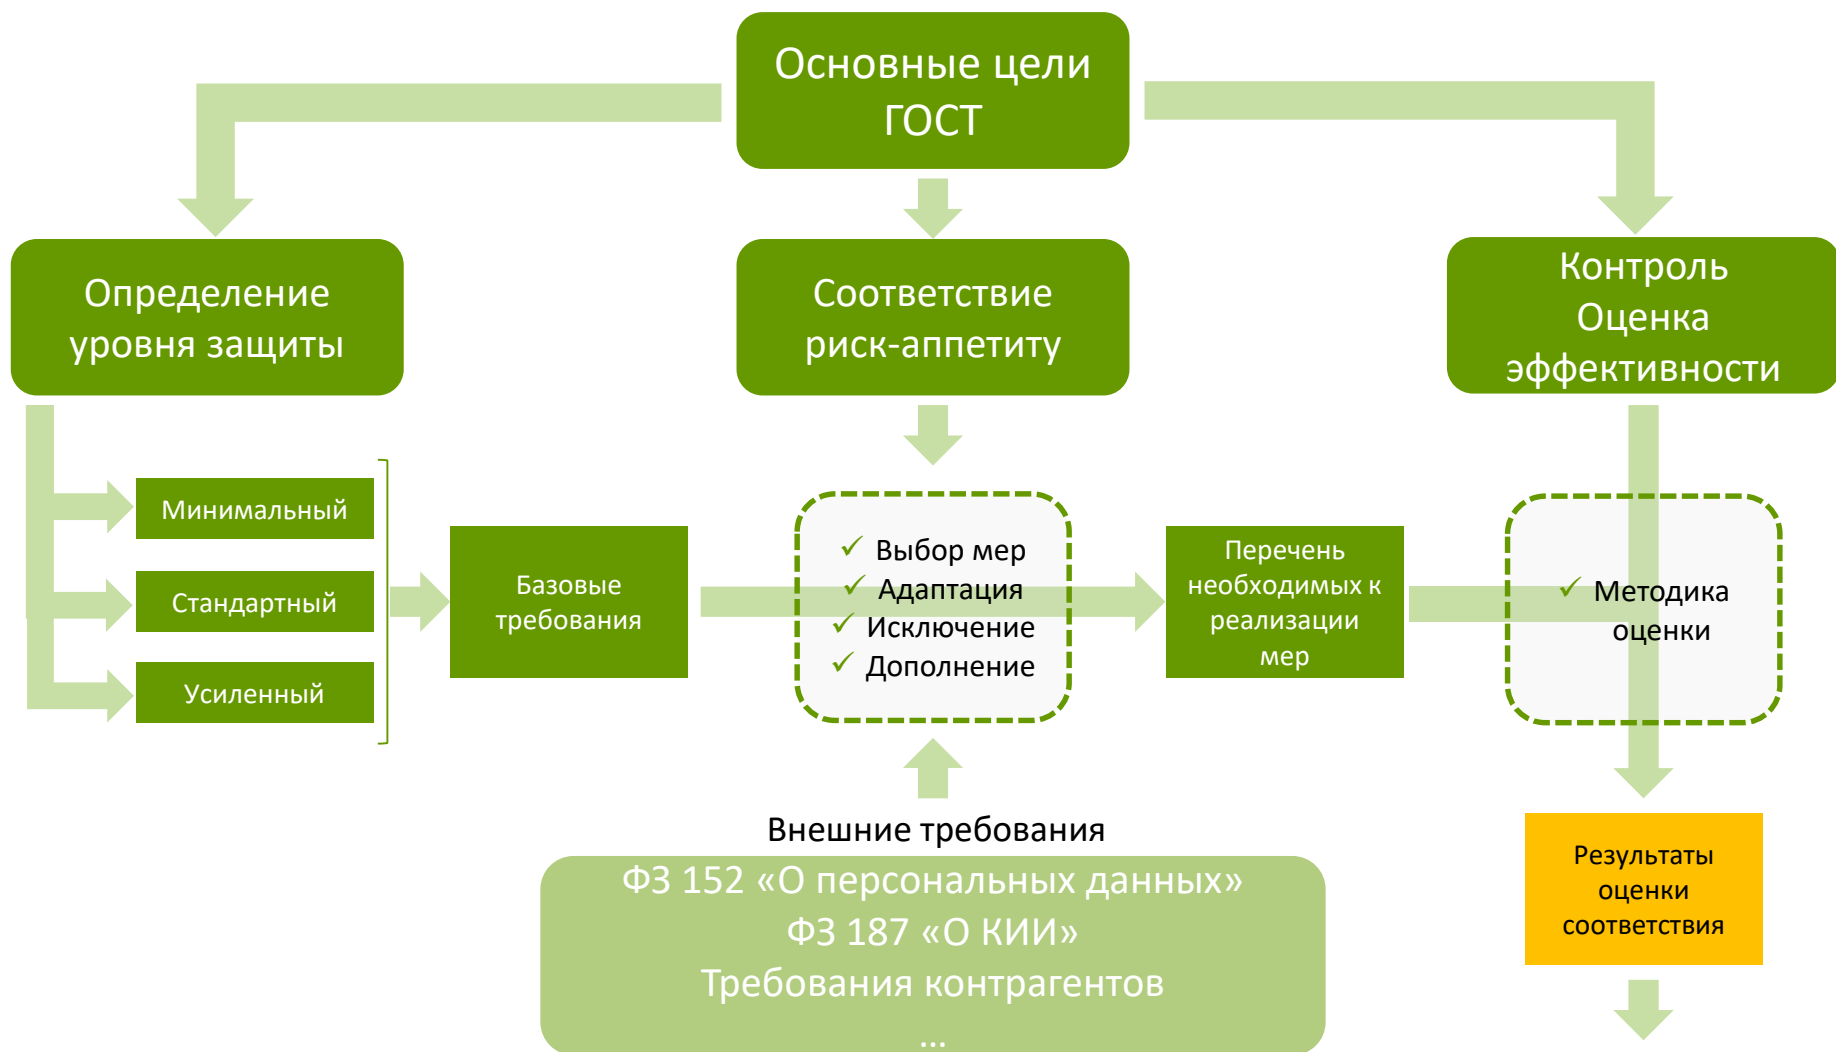 Основные цели
ГОСТ
Определение
уровня защиты
Соответствие
риск-аппетиту
Контроль
Оценка
эффективности
Минимальный
Стандартный
Усиленный
Базовые
требования
✓ Выбор мер
✓ Адаптация
✓ Исключение
✓ Дополнение
Перечень
необходимых к
реализации
мер
✓ Методика
оценки
Внешние требования
ФЗ 152 «О персональных данных»
ФЗ 187 «О КИИ»
Требования контрагентов
...
Результаты
оценки
соответствия